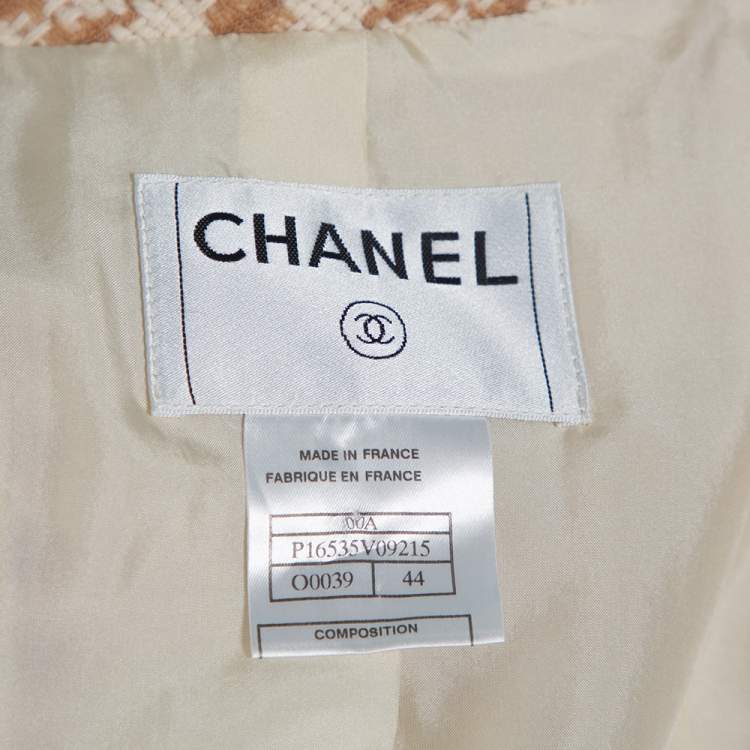 CHANEL
MADE IN FRANCE
FABRIQUE EN FRANCE
00A
P16535V09215
O0039 44
COMPOSITION